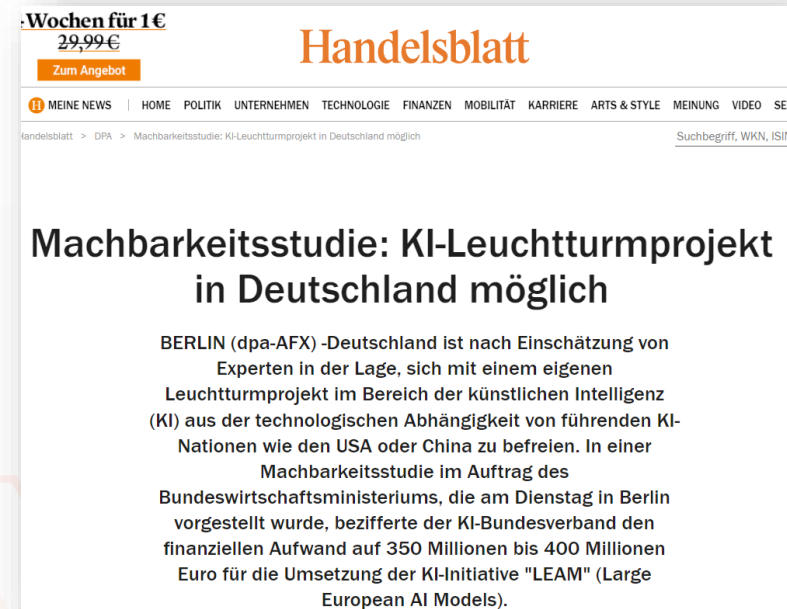 Wochen für 1 €
29,99 €
Zum Angebot
Handelsblatt
H MEINE NEWS | HOME POLITIK UNTERNEHMEN TECHNOLOGIE FINANZEN MOBILITÄT KARRIERE ARTS & STYLE MEINUNG VIDEO SE
Handelsblatt > DPA > Machbarkeitsstudie: KI-Leuchtturmprojekt in Deutschland möglich
Suchbegriff, WKN, ISIN
Machbarkeitsstudie: KI-Leuchtturmprojekt
in Deutschland möglich
BERLIN (dpa-AFX) -Deutschland ist nach Einschätzung von
Experten in der Lage, sich mit einem eigenen
Leuchtturmprojekt im Bereich der künstlichen Intelligenz
(KI) aus der technologischen Abhängigkeit von führenden KI-
Nationen wie den USA oder China zu befreien. In einer
Machbarkeitsstudie im Auftrag des
Bundeswirtschaftsministeriums, die am Dienstag in Berlin
vorgestellt wurde, bezifferte der KI-Bundesverband den
finanziellen Aufwand auf 350 Millionen bis 400 Millionen
Euro für die Umsetzung der KI-Initiative "LEAM" (Large
European AI Models).